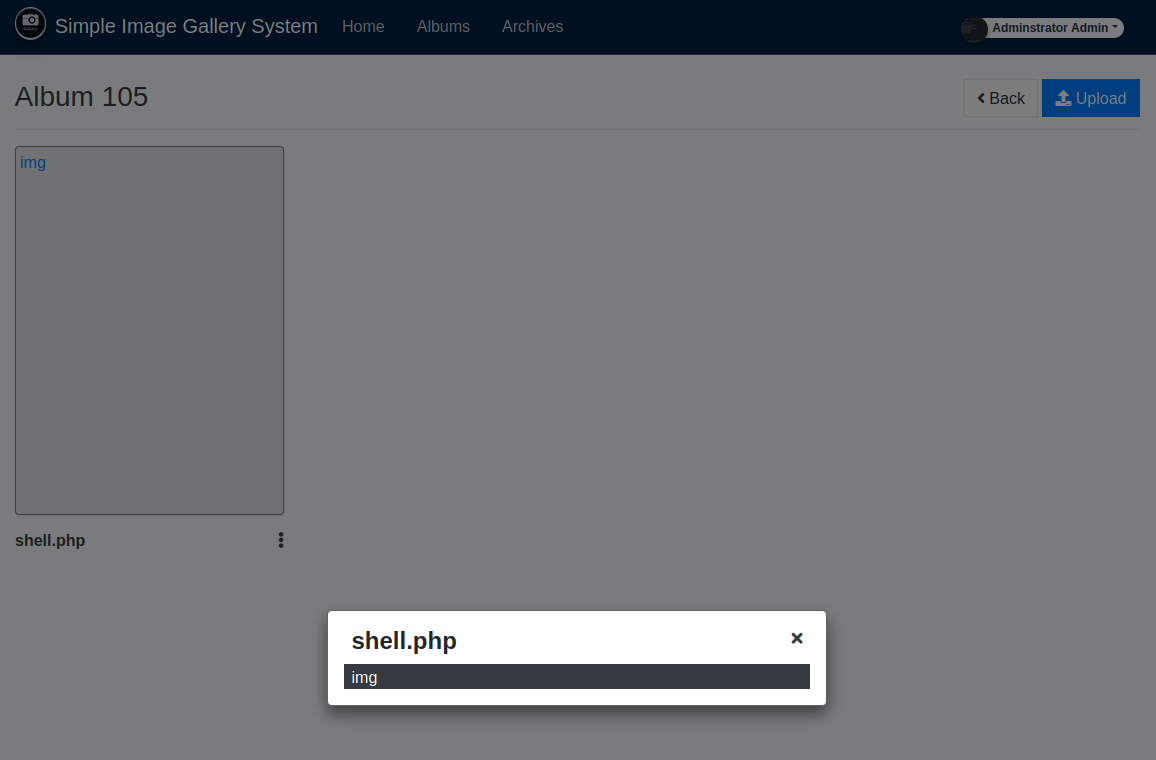 Simple Image Gallery System Home Albums Archives Adminstrator Admin
Album 105 Back Upload
img
shell.php
shell.php ×
img